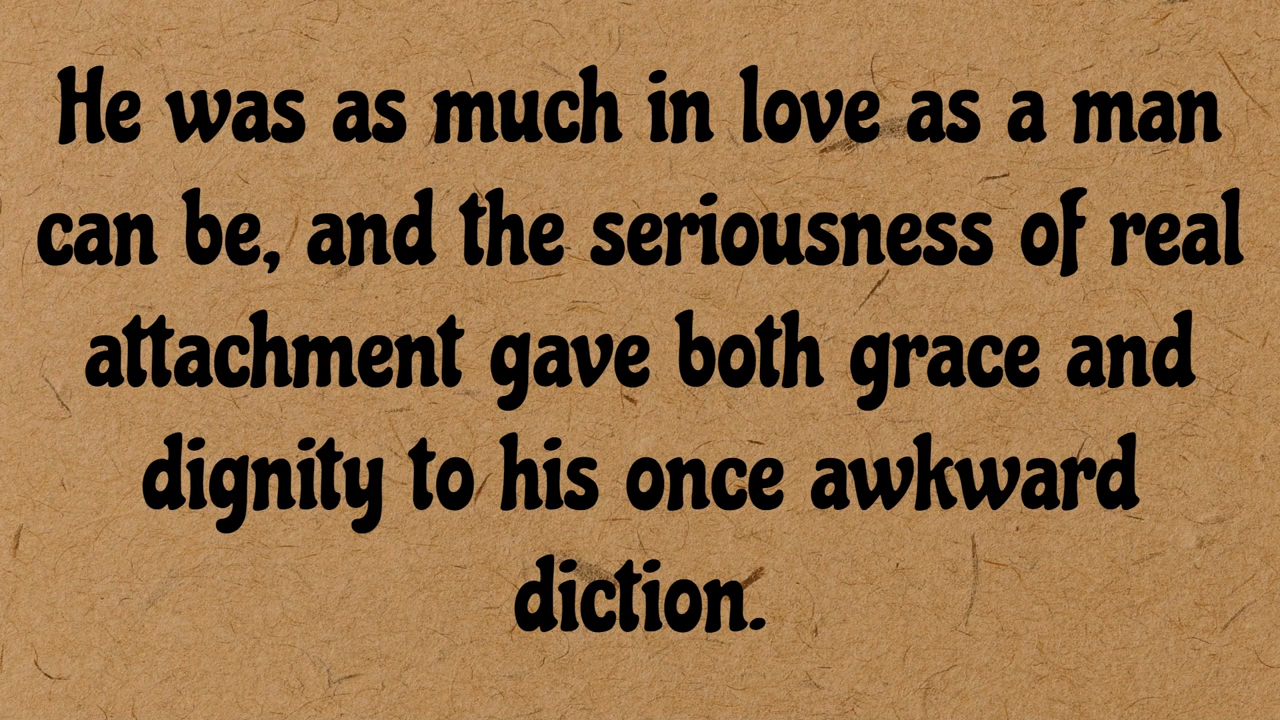 He was as much in love as a man
can be, and the seriousness of real
attachment gave both grace and
dignity to his once awkward
diction.